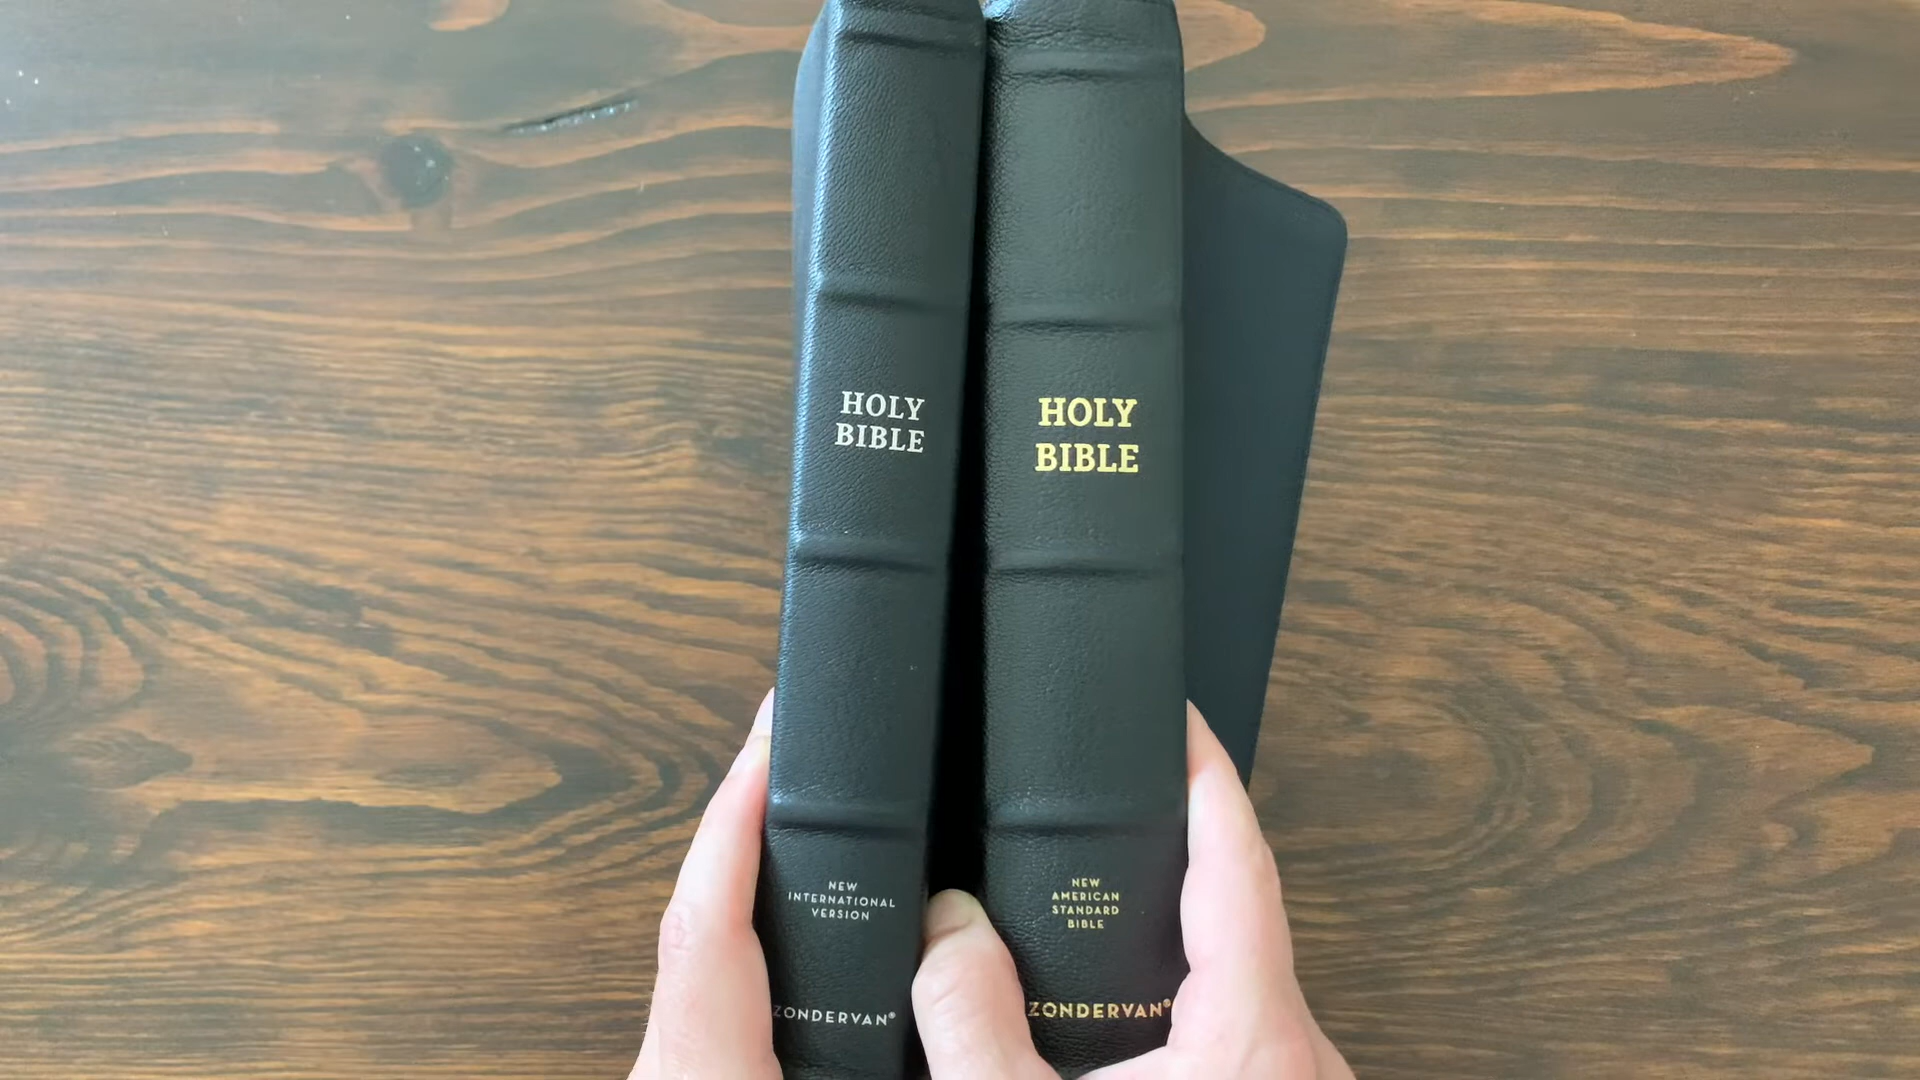 HOLY
BIBLE
NEW
INTERNATIONAL
VERSION
ZONDERVAN®
HOLY
BIBLE
NEW
AMERICAN
STANDARD
BIBLE
ZONDERVAN®